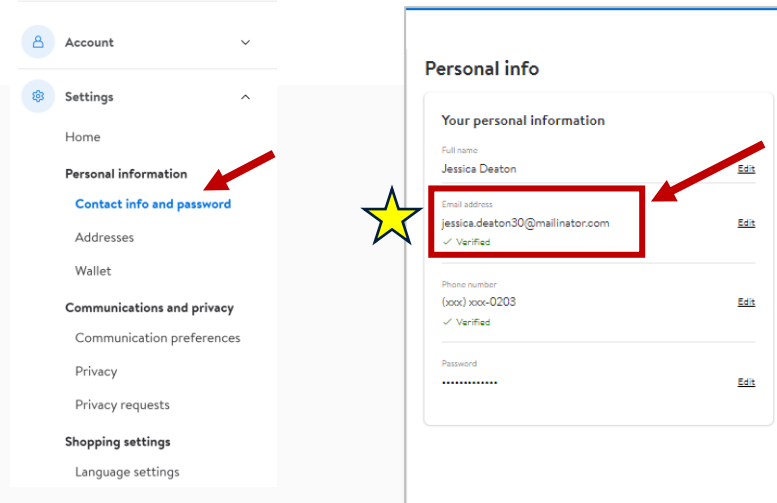 Account
Settings
Home
Personal information
Contact info and password
Addresses
Wallet
Communications and privacy
Communication preferences
Privacy
Privacy requests
Shopping settings
Language settings
Personal info
Your personal information
Full name
Jessica Deaton
Edit
Email address
jessica.deaton30@mailinator.com
Edit
Verified
Phone number
(xxx) xxx-0203
Edit
Verified
Password
•••••••••••••
Edit